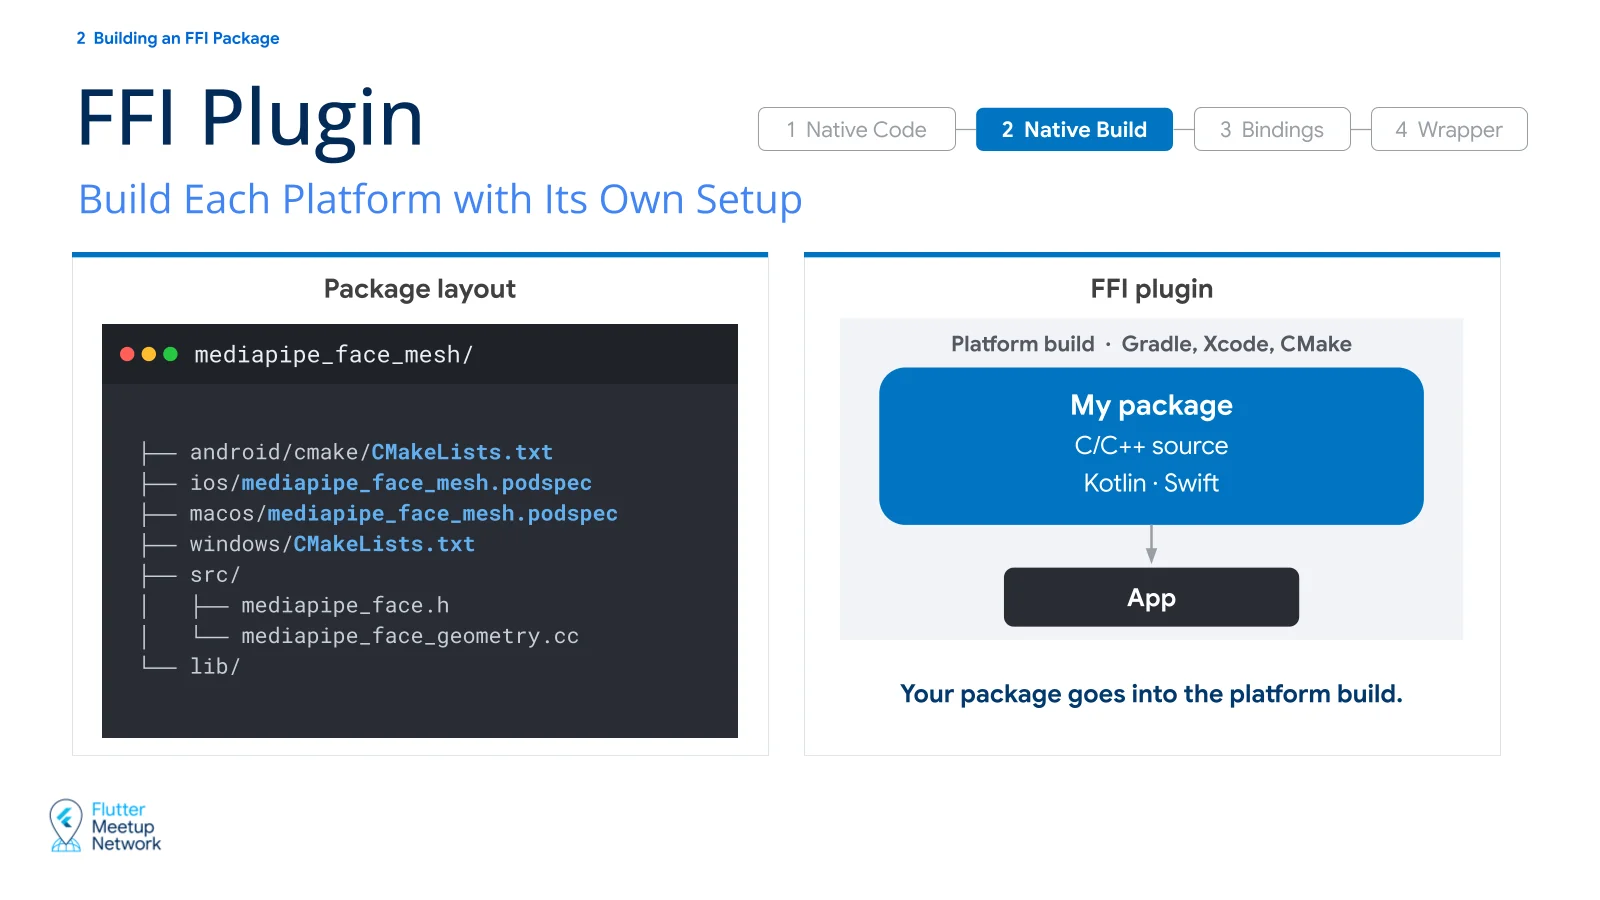 2 Building an FFI Package
FFI Plugin
1 Native Code
2 Native Build
3 Bindings
4 Wrapper
Build Each Platform with Its Own Setup
Package layout
mediapipe_face_mesh/
├── android/cmake/CMakeLists.txt
├── ios/mediapipe_face_mesh.podspec
├── macos/mediapipe_face_mesh.podspec
├── windows/CMakeLists.txt
├── src/
│   ├── mediapipe_face.h
│   └── mediapipe_face_geometry.cc
└── lib/
FFI plugin
Platform build · Gradle, Xcode, CMake
My package
C/C++ source
Kotlin · Swift
App
Your package goes into the platform build.
Flutter
Meetup
Network